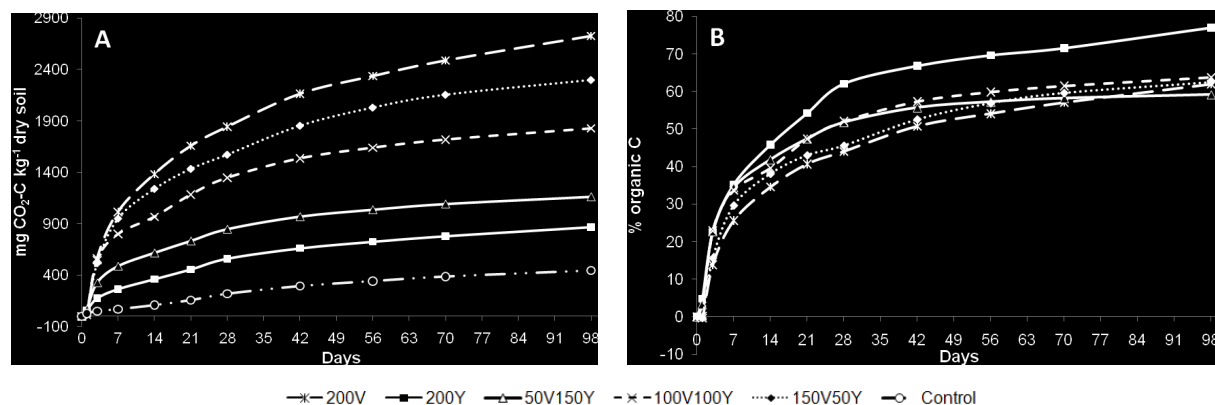 A
mg CO₂-C kg⁻¹ dry soil
2900
2400
1900
1400
900
400
-100
0 7 14 21 28 35 42 49 56 63 70 77 84 91 98
Days
B
% organic C
80
70
60
50
40
30
20
10
0
-10
0 7 14 21 28 35 42 49 56 63 70 77 84 91 98
Days
200V 200Y 50V150Y 100V100Y 150V50Y Control